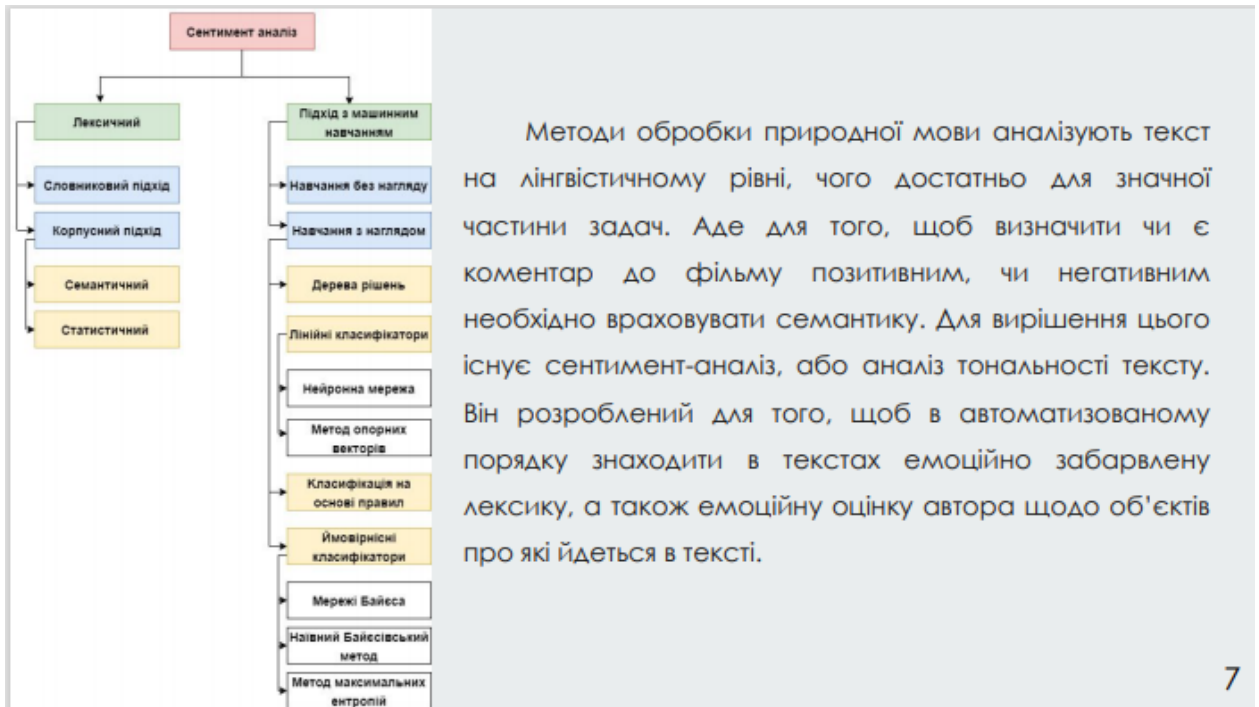 Сентимент аналіз
Лексичний
Словниковий підхід
Корпусний підхід
Семантичний
Статистичний
Підхід з машинним
навчанням
Навчання без нагляду
Навчання з наглядом
Дерева рішень
Лінійні класифікатори
Нейронна мережа
Метод опорних
векторів
Класифікація на
основі правил
Ймовірнісні
класифікатори
Мережі Байєса
Наївний Байєсівський
метод
Метод максимальних
ентропій
Методи обробки природної мови аналізують текст
на лінгвістичному рівні, чого достатньо для значної
частини задач. Аде для того, щоб визначити чи є
коментар до фільму позитивним, чи негативним
необхідно враховувати семантику. Для вирішення цього
існує сентимент-аналіз, або аналіз тональності тексту.
Він розроблений для того, щоб в автоматизованому
порядку знаходити в текстах емоційно забарвлену
лексику, а також емоційну оцінку автора щодо об’єктів
про які йдеться в тексті.
7